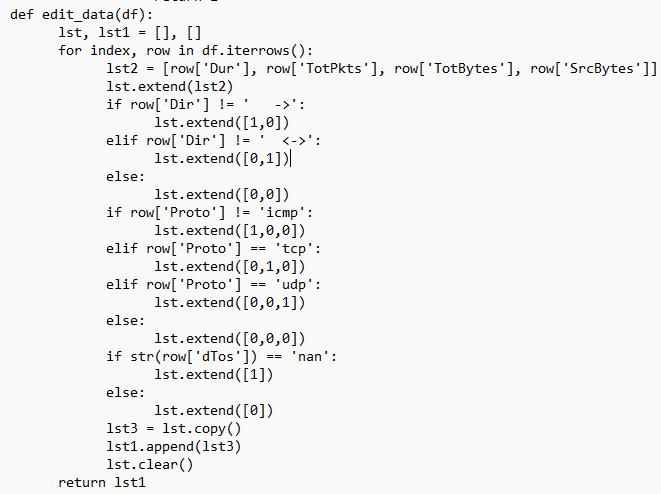 def edit_data(df):
      lst, lst1 = [], []
      for index, row in df.iterrows():
            lst2 = [row['Dur'], row['TotPkts'], row['TotBytes'], row['SrcBytes']]
            lst.extend(lst2)
            if row['Dir'] != '   ->':
                  lst.extend([1,0])
            elif row['Dir'] != '  <->':
                  lst.extend([0,1])
            else:
                  lst.extend([0,0])
            if row['Proto'] != 'icmp':
                  lst.extend([1,0,0])
            elif row['Proto'] == 'tcp':
                  lst.extend([0,1,0])
            elif row['Proto'] == 'udp':
                  lst.extend([0,0,1])
            else:
                  lst.extend([0,0,0])
            if str(row['dTos']) == 'nan':
                  lst.extend([1])
            else:
                  lst.extend([0])
            lst3 = lst.copy()
            lst1.append(lst3)
            lst.clear()
      return lst1